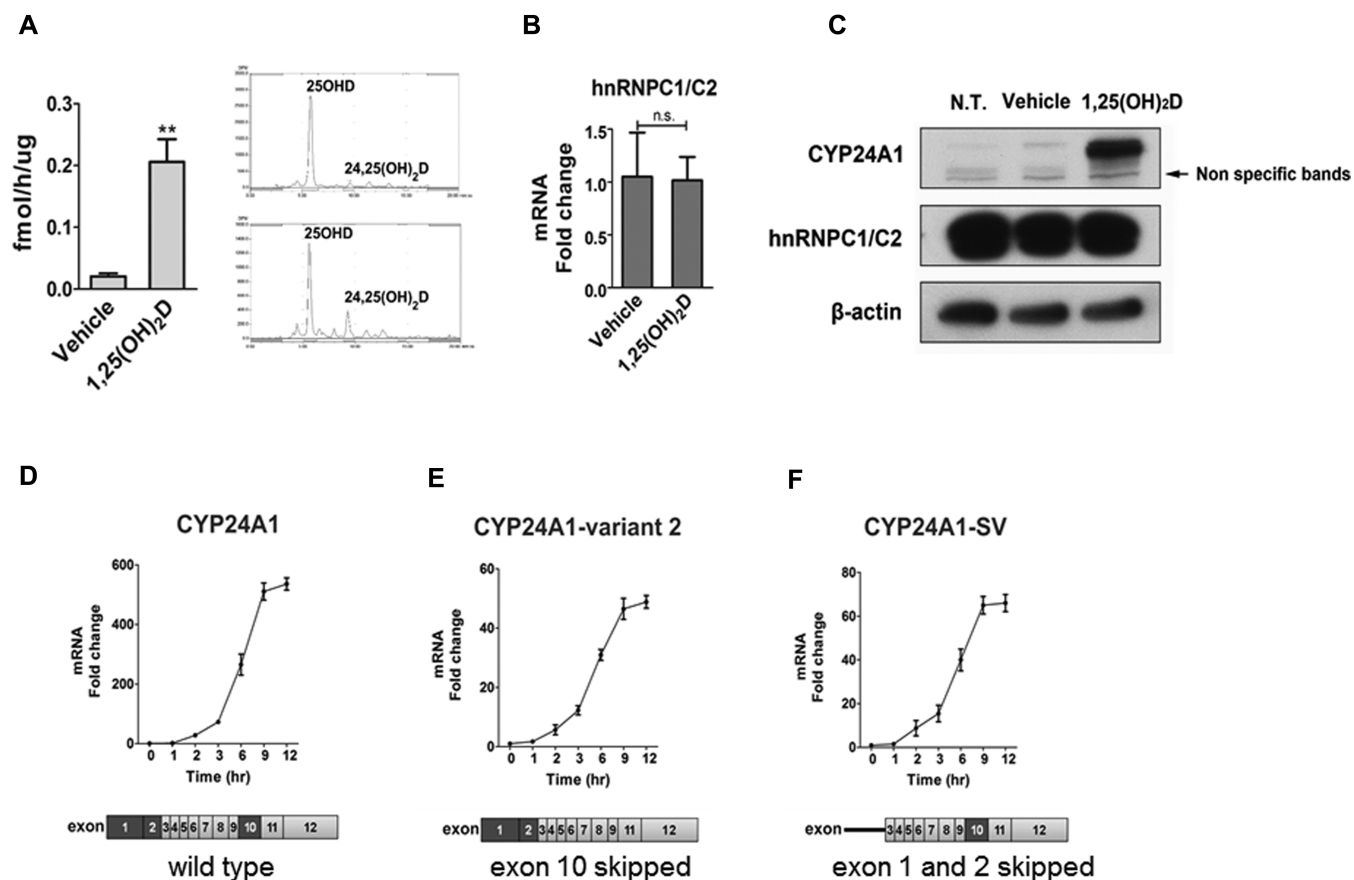 A
0.3
0.2
0.1
0.0
fmol/h/ug
**
Vehicle
1,25(OH)₂D
25OHD
24,25(OH)₂D
25OHD
24,25(OH)₂D
B
hnRNPC1/C2
n.s.
1.5
1.0
0.5
0.0
mRNA
Fold change
Vehicle
1,25(OH)₂D
C
N.T. Vehicle 1,25(OH)₂D
CYP24A1
Non specific bands
hnRNPC1/C2
β-actin
D
CYP24A1
600
400
200
0
mRNA
Fold change
0 1 2 3 6 9 12
Time (hr)
exon 1 2 3 4 5 6 7 8 9 10 11 12
wild type
E
CYP24A1-variant 2
60
40
20
0
mRNA
Fold change
0 1 2 3 6 9 12
Time (hr)
exon 1 2 3 4 5 6 7 8 9 11 12
exon 10 skipped
F
CYP24A1-SV
80
60
40
20
0
mRNA
Fold change
0 1 2 3 6 9 12
Time (hr)
exon 3 4 5 6 7 8 9 10 11 12
exon 1 and 2 skipped